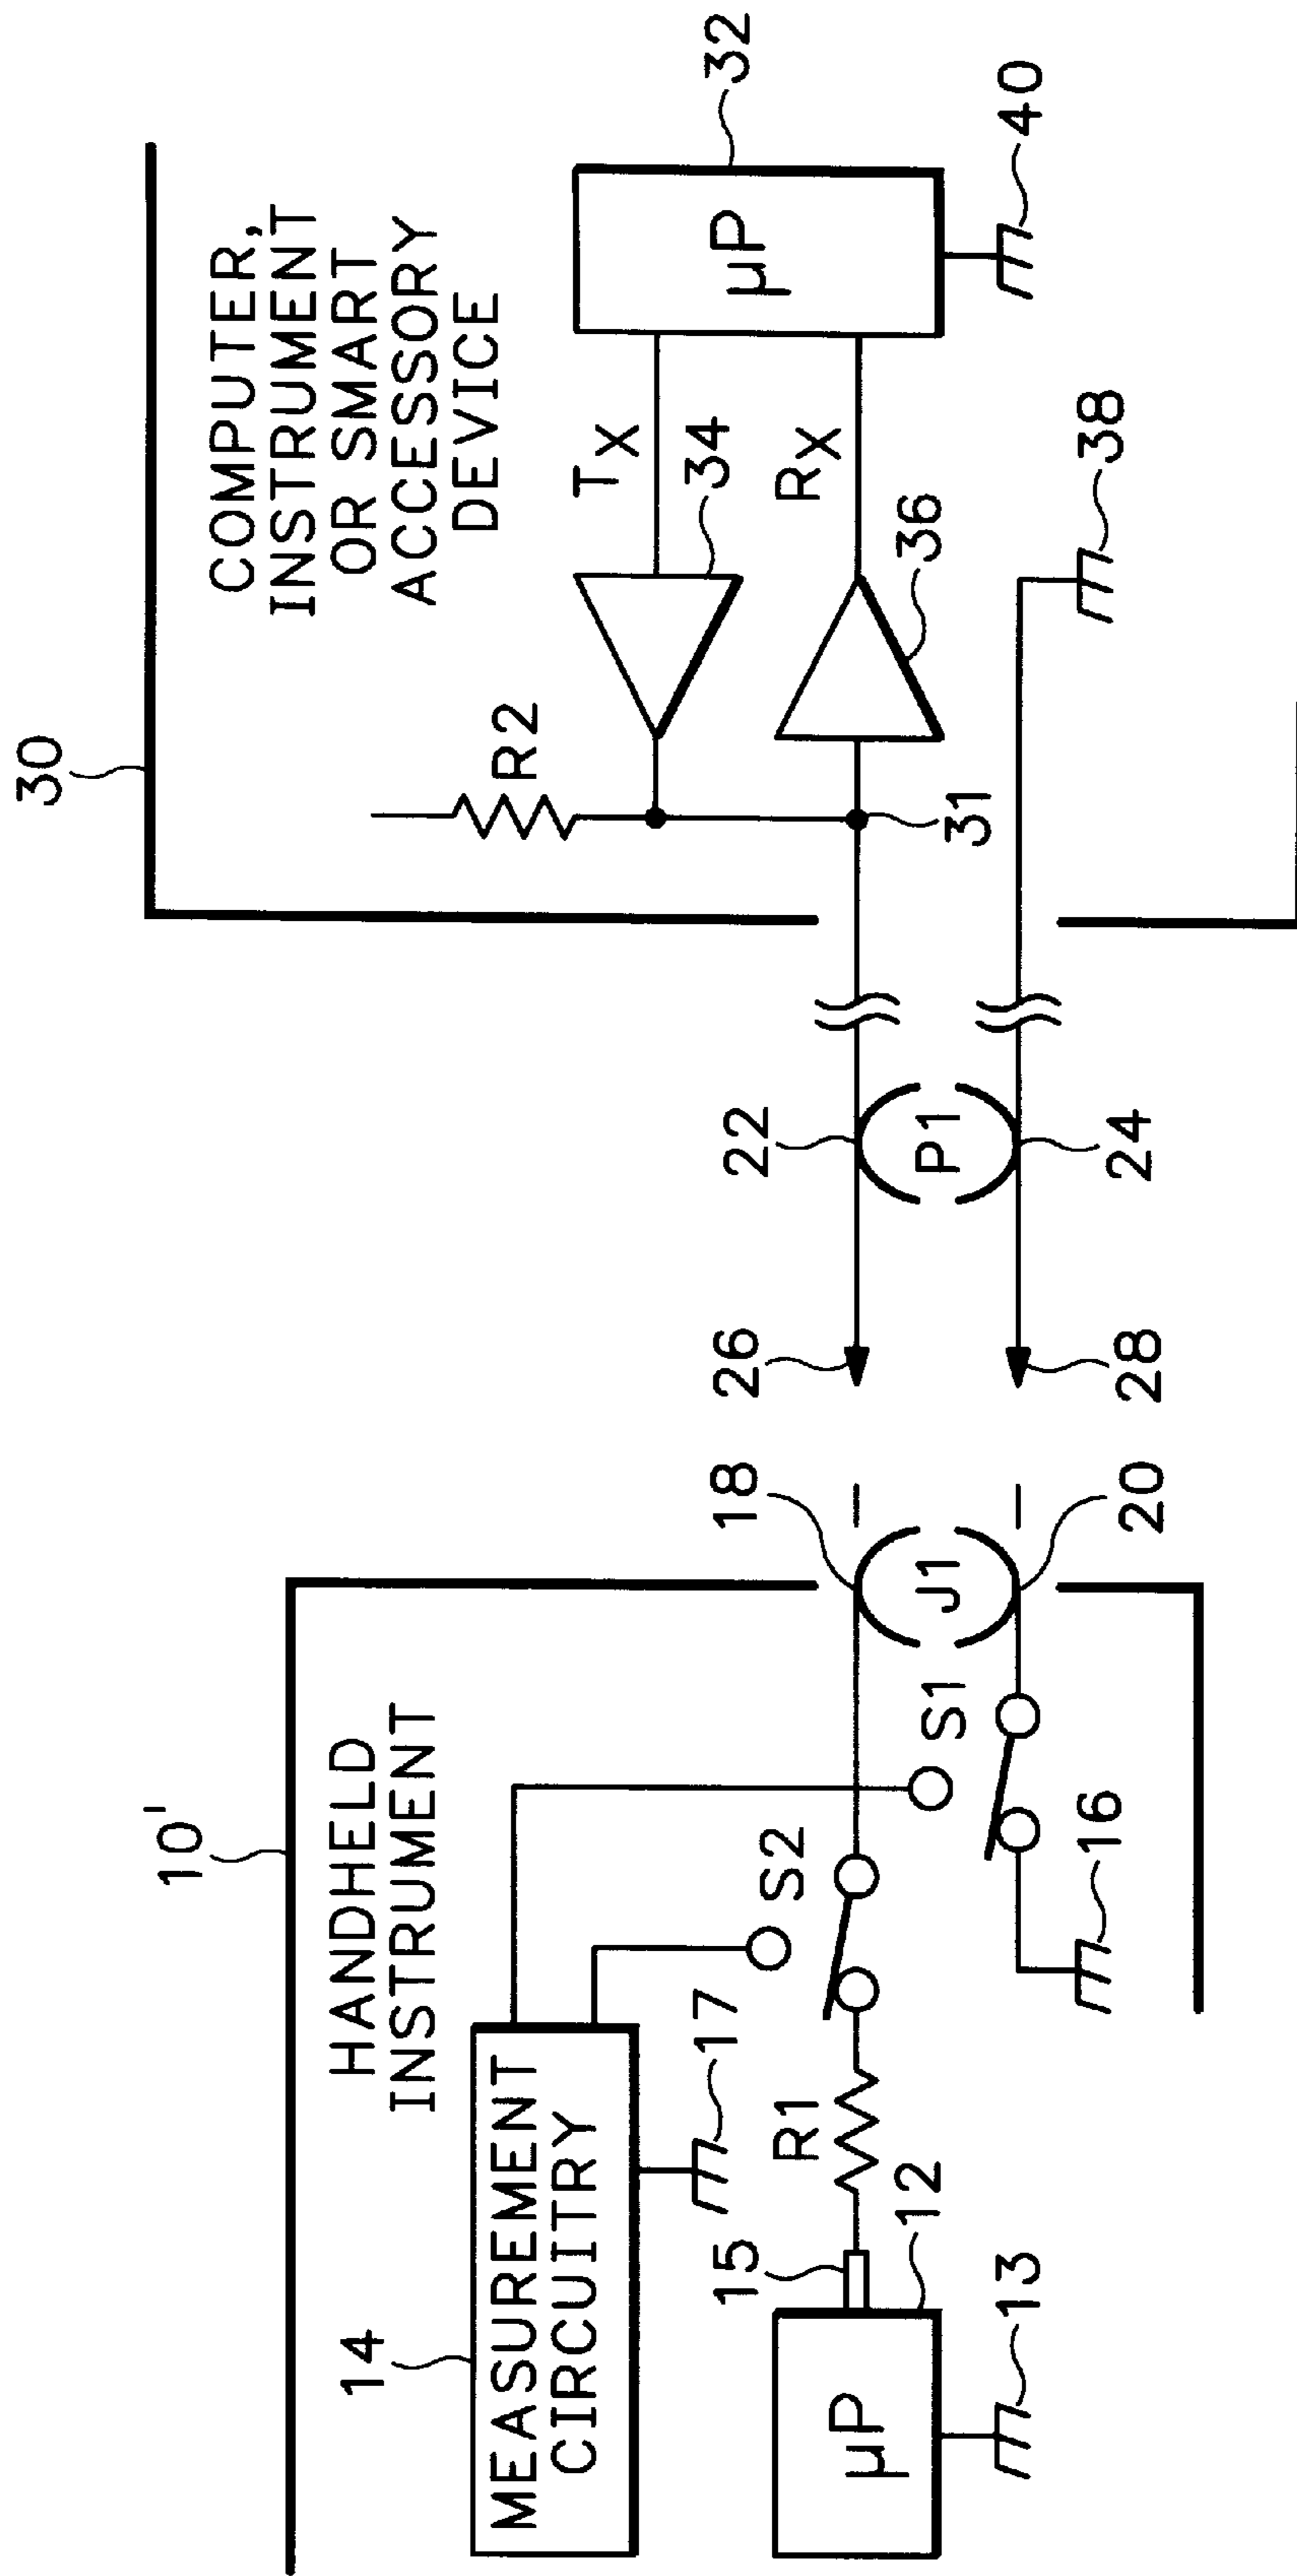 10'
HANDHELD
INSTRUMENT
14
MEASUREMENT
CIRCUITRY
17
S2
S1
15
R1
12
µP
13
16
18
J1
20
26
28
22
P1
24
30
COMPUTER,
INSTRUMENT
OR SMART
ACCESSORY
DEVICE
R2
TX
34
32
µP
RX
36
31
38
40